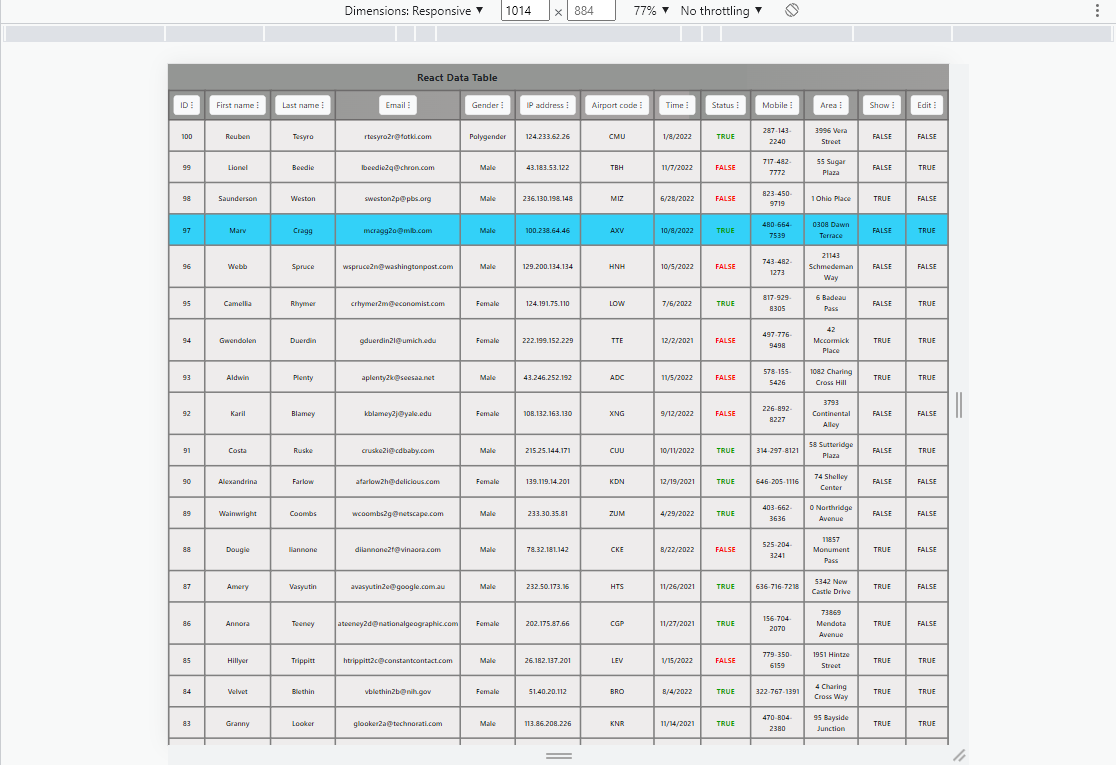 Dimensions: Responsive ▼ 1014 × 884 77% ▼ No throttling ▼
React Data Table
ID First name Last name Email Gender IP address Airport code Time Status Mobile Area Show Edit
100 Reuben Tesyro rtesyro2r@fotki.com Polygender 124.233.62.26 CMU 1/8/2022 TRUE 287-143-2240 3996 Vera Street FALSE FALSE
99 Lionel Beedie lbeedie2q@chron.com Male 43.183.53.122 TBH 11/7/2022 FALSE 717-482-7772 55 Sugar Plaza FALSE TRUE
98 Saunderson Weston sweston2p@pbs.org Male 236.130.198.148 MIZ 6/28/2022 FALSE 823-450-9719 1 Ohio Place TRUE FALSE
97 Marv Cragg mcragg2o@mlb.com Male 100.238.64.46 AXV 10/8/2022 TRUE 480-664-7539 0308 Dawn Terrace FALSE TRUE
96 Webb Spruce wspruce2n@washingtonpost.com Male 129.200.134.134 HNH 10/5/2022 FALSE 743-482-1273 21143 Schmedeman Way FALSE FALSE
95 Camellia Rhymer crhymer2m@economist.com Female 124.191.75.110 LOW 7/6/2022 TRUE 817-929-8305 6 Badeau Pass FALSE TRUE
94 Gwendolen Duerdin gduerdin2l@umich.edu Female 222.199.152.229 TTE 12/2/2021 FALSE 497-776-9498 42 Mccormick Place TRUE TRUE
93 Aldwin Plenty aplenty2k@seesaa.net Male 43.246.252.192 ADC 11/5/2022 FALSE 578-155-5426 1082 Charing Cross Hill TRUE TRUE
92 Karil Blamey kblamey2j@yale.edu Female 108.132.163.130 XNG 9/12/2022 FALSE 226-892-8227 3793 Continental Alley FALSE FALSE
91 Costa Ruske cruske2i@cdbaby.com Male 215.25.144.171 CUU 10/11/2022 TRUE 314-297-8121 58 Sutteridge Plaza FALSE TRUE
90 Alexandrina Farlow afarlow2h@delicious.com Female 139.119.14.201 KDN 12/19/2021 TRUE 646-205-1116 74 Shelley Center FALSE FALSE
89 Wainwright Coombs wcoombs2g@netscape.com Male 233.30.35.81 ZUM 4/29/2022 TRUE 403-662-3636 0 Northridge Avenue FALSE FALSE
88 Dougie Iiannone diiannone2f@vinaora.com Male 78.32.181.142 CKE 8/22/2022 FALSE 525-204-3241 11857 Monument Pass TRUE FALSE
87 Amery Vasyutin avasyutin2e@google.com.au Male 232.50.173.16 HTS 11/26/2021 TRUE 636-716-7218 5342 New Castle Drive TRUE FALSE
86 Annora Teeney ateeney2d@nationalgeographic.com Female 202.175.87.66 CGP 11/27/2021 TRUE 156-704-2070 73869 Mendota Avenue TRUE FALSE
85 Hillyer Trippitt htrippitt2c@constantcontact.com Male 26.182.137.201 LEV 1/15/2022 FALSE 779-350-6159 1951 Hintze Street TRUE TRUE
84 Velvet Blethin vblethin2b@nih.gov Female 51.40.20.112 BRO 8/4/2022 TRUE 322-767-1391 4 Charing Cross Way TRUE TRUE
83 Granny Looker glooker2a@technorati.com Male 113.86.208.226 KNR 11/14/2021 TRUE 470-804-2380 95 Bayside Junction TRUE TRUE